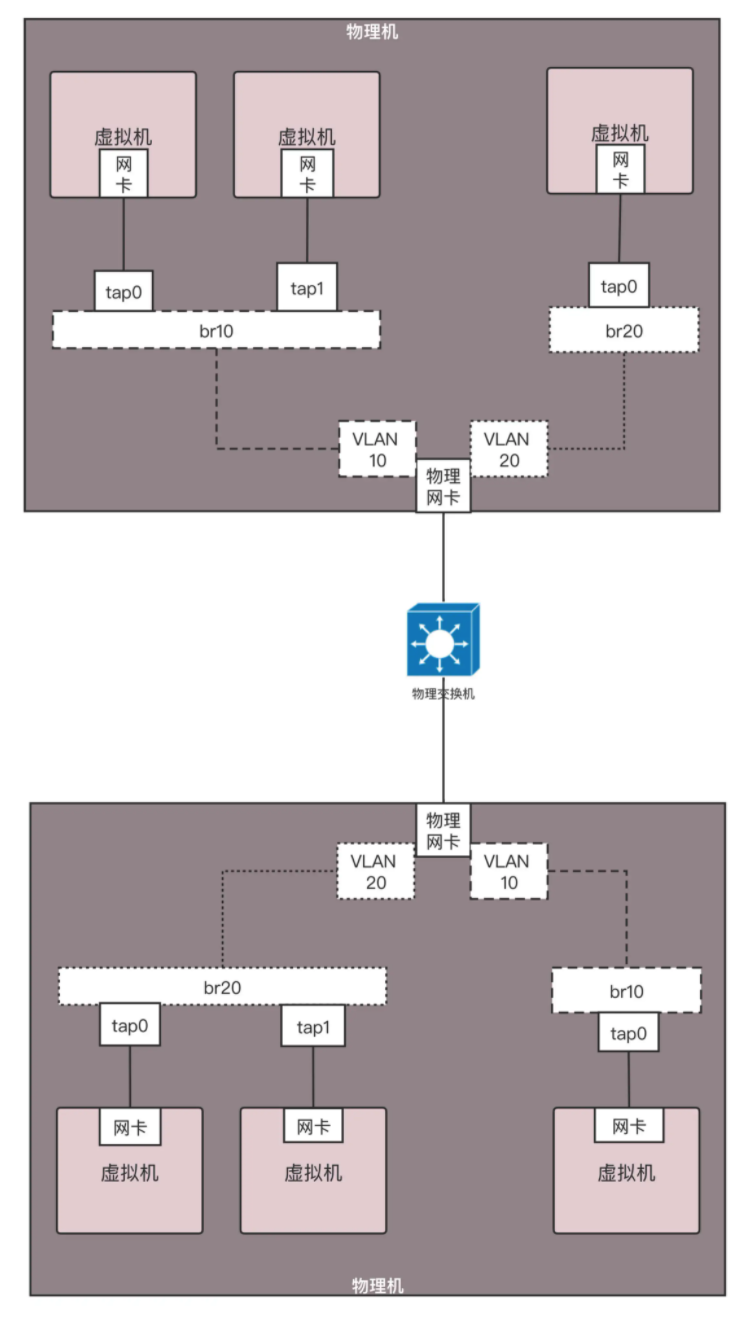 物理机
虚拟机
网
卡
虚拟机
网
卡
虚拟机
网
卡
tap0
tap1
tap0
br10
br20
VLAN
10
VLAN
20
物理
网卡
物理交换机
物理
网卡
VLAN
20
VLAN
10
br20
br10
tap0
tap1
tap0
网卡
网卡
网卡
虚拟机
虚拟机
虚拟机
物理机